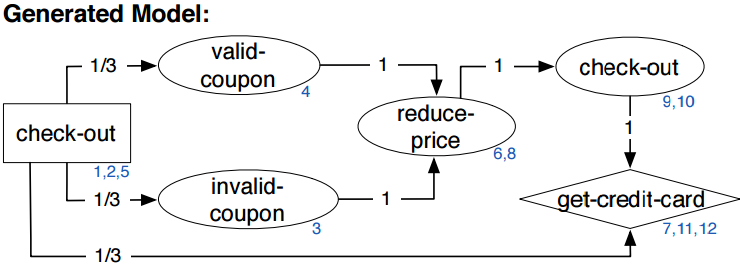 Generated Model:
valid-
coupon
4
1/3
1
1
check-out
9,10
reduce-
price
6,8
check-out
1,2,5
1
invalid-
coupon
3
1/3
1
get-credit-card
7,11,12
1/3